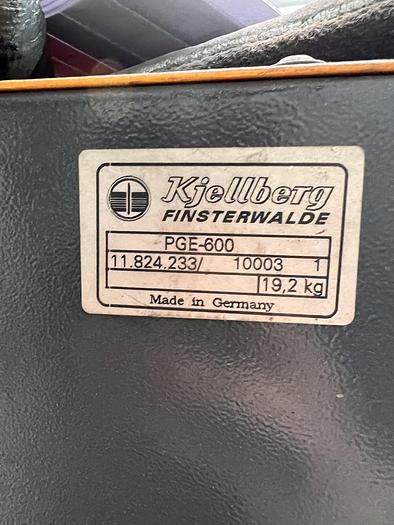 Kjellberg
FINSTERWALDE
PGE-600
11.824.233/ 10003 1
19,2 kg
Made in Germany